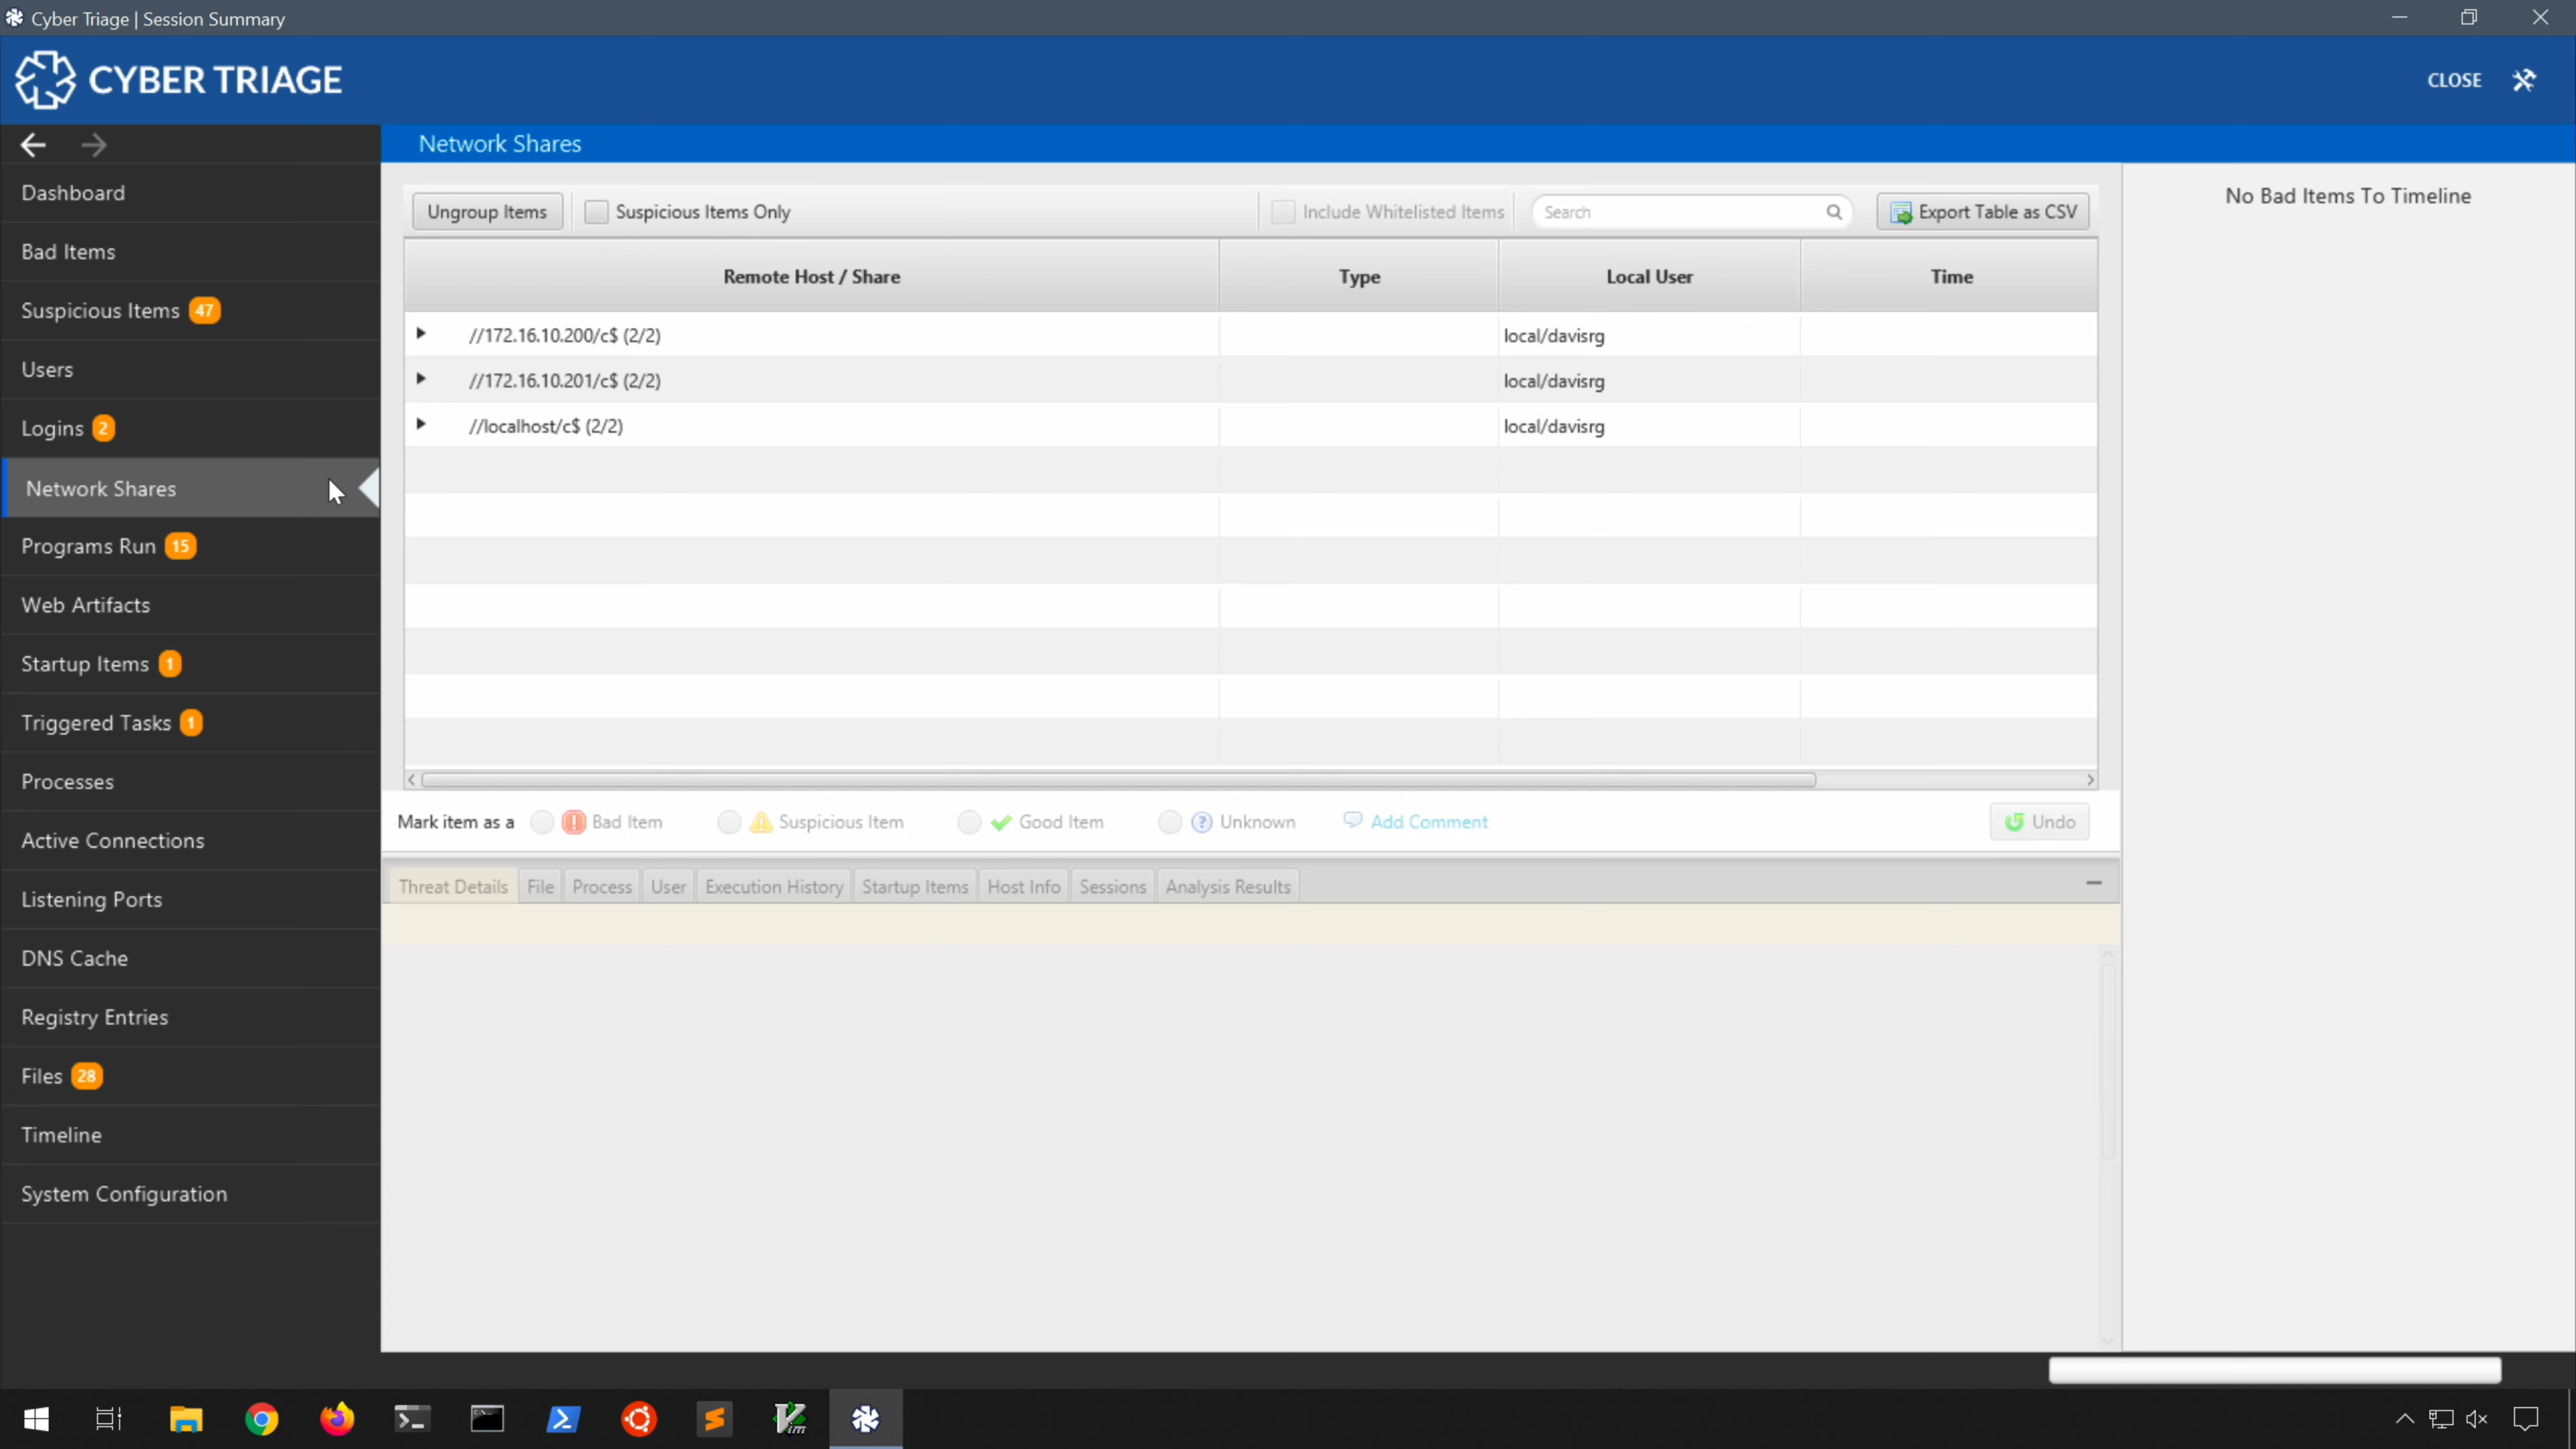 Cyber Triage | Session Summary
CYBER TRIAGE
CLOSE
Network Shares
Dashboard
Bad Items
Suspicious Items 47
Users
Logins 2
Network Shares
Programs Run 15
Web Artifacts
Startup Items 1
Triggered Tasks 1
Processes
Active Connections
Listening Ports
DNS Cache
Registry Entries
Files 28
Timeline
System Configuration
Ungroup Items
Suspicious Items Only
Include Whitelisted Items
Search
Export Table as CSV
Remote Host / Share Type Local User Time
//172.16.10.200/c$ (2/2) local/davisrg
//172.16.10.201/c$ (2/2) local/davisrg
//localhost/c$ (2/2) local/davisrg
Mark item as a Bad Item Suspicious Item Good Item Unknown Add Comment Undo
Threat Details File Process User Execution History Startup Items Host Info Sessions Analysis Results
No Bad Items To Timeline